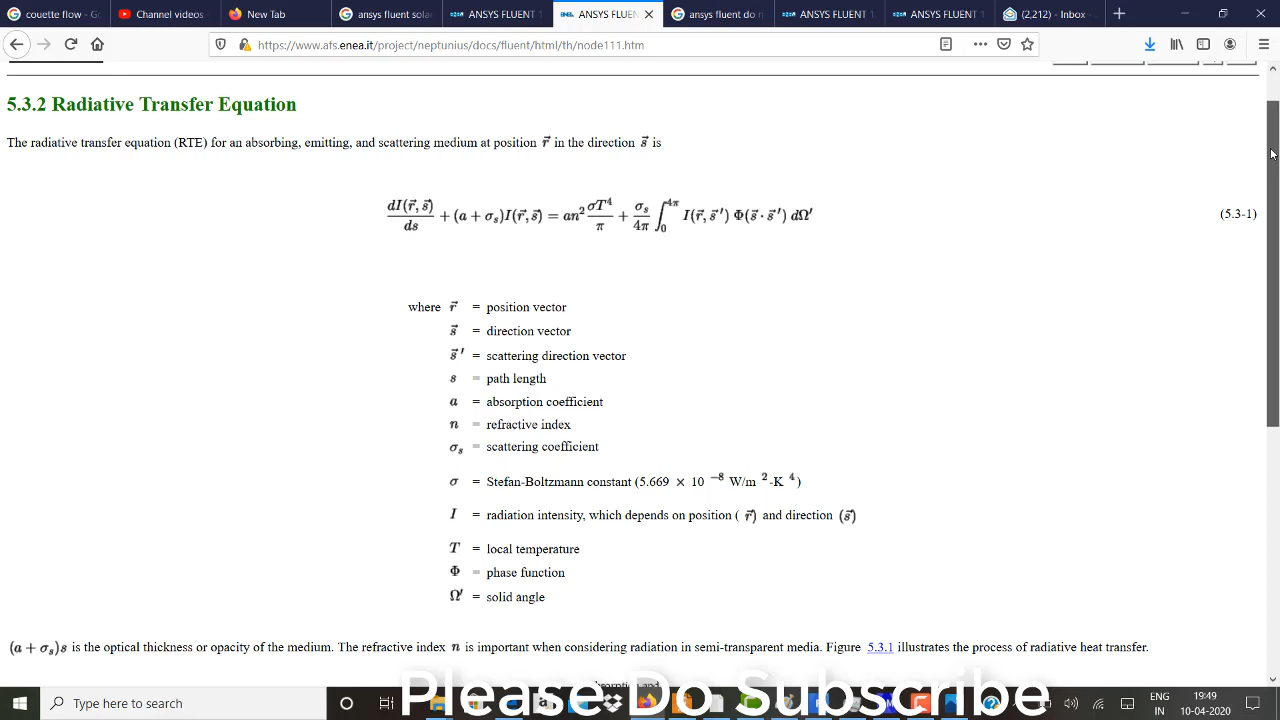 couette flow - G
Channel videos
New Tab
ansys fluent sola
ANSYS FLUENT 1
ANSYS FLUEN
ansys fluent do r
ANSYS FLUENT 1
ANSYS FLUENT 1
(2,212) - Inbox
https://www.afs.enea.it/project/neptunius/docs/fluent/html/th/node111.htm
5.3.2 Radiative Transfer Equation
The radiative transfer equation (RTE) for an absorbing, emitting, and scattering medium at position r⃗ in the direction s⃗ is
dI(r⃗, s⃗)/ds + (a + σₛ)I(r⃗, s⃗) = an² σT⁴/π + σₛ/4π ∫₀⁴π I(r⃗, s⃗ ′) Φ(s⃗ · s⃗ ′) dΩ′ (5.3-1)
where r⃗ = position vector
s⃗ = direction vector
s⃗ ′ = scattering direction vector
s = path length
a = absorption coefficient
n = refractive index
σₛ = scattering coefficient
σ = Stefan-Boltzmann constant (5.669 × 10 −8 W/m 2 -K 4 )
I = radiation intensity, which depends on position ( r⃗) and direction (s⃗)
T = local temperature
Φ = phase function
Ω′ = solid angle
(a + σₛ)s is the optical thickness or opacity of the medium. The refractive index n is important when considering radiation in semi-transparent media. Figure 5.3.1 illustrates the process of radiative heat transfer.
Please Do Subscribe
Type here to search
ENG
IN
19:49
10-04-2020